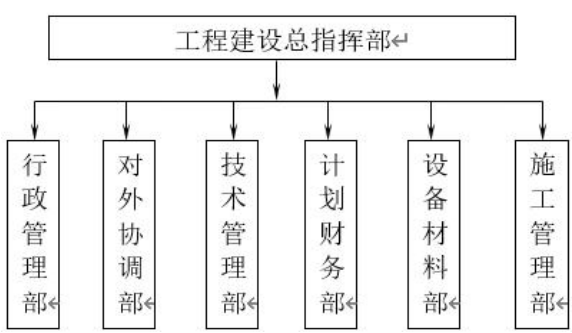 工程建设总指挥部
行政管理部
对外协调部
技术管理部
计划财务部
设备材料部
施工管理部